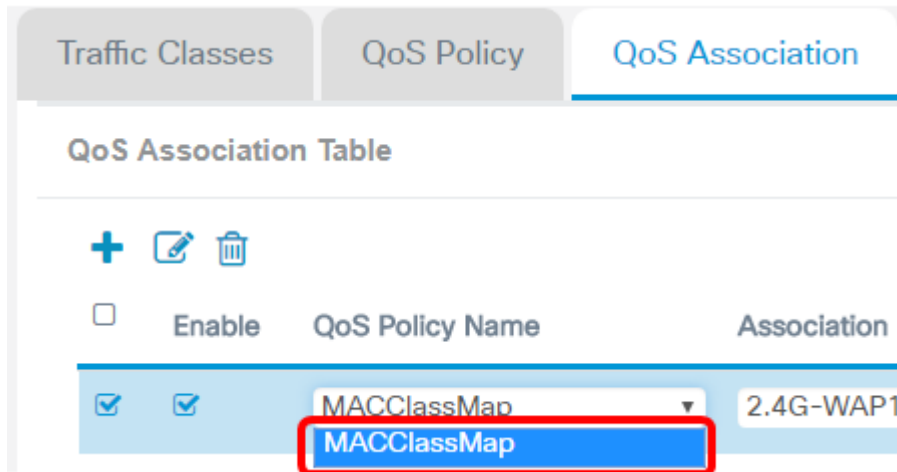 Traffic Classes QoS Policy QoS Association
QoS Association Table
Enable QoS Policy Name Association
MACClassMap 2.4G-WAP1
MACClassMap